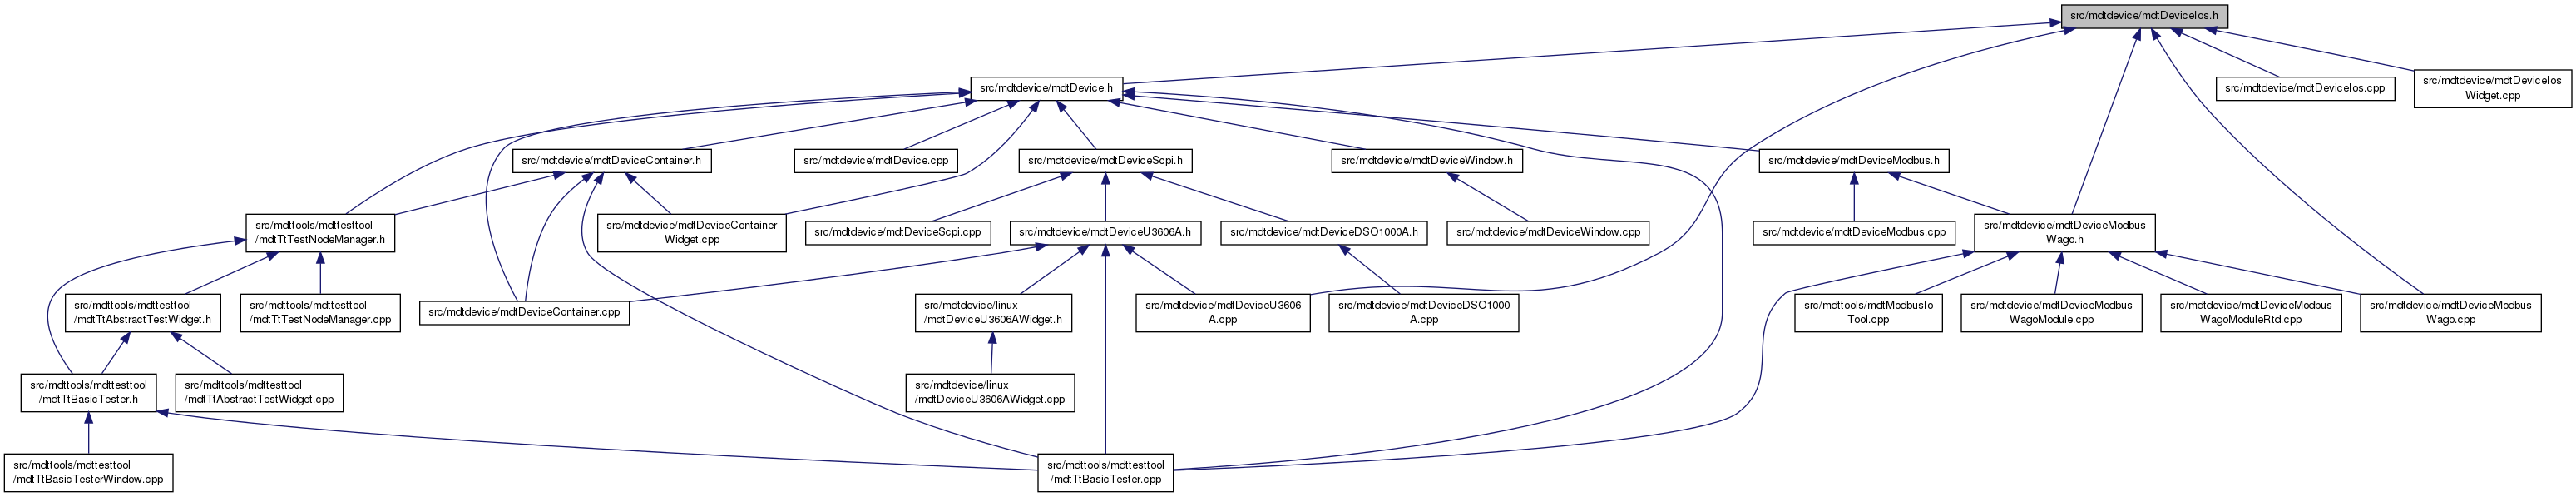 src/mdtdevice/mdtDeviceIos.h
src/mdtdevice/mdtDevice.h
src/mdtdevice/mdtDeviceIos.cpp
src/mdtdevice/mdtDeviceIos
Widget.cpp
src/mdtdevice/mdtDeviceContainer.h
src/mdtdevice/mdtDevice.cpp
src/mdtdevice/mdtDeviceScpi.h
src/mdtdevice/mdtDeviceWindow.h
src/mdtdevice/mdtDeviceModbus.h
src/mdttools/mdttesttool
/mdtTtTestNodeManager.h
src/mdtdevice/mdtDeviceContainer
Widget.cpp
src/mdtdevice/mdtDeviceScpi.cpp
src/mdtdevice/mdtDeviceU3606A.h
src/mdtdevice/mdtDeviceDSO1000A.h
src/mdtdevice/mdtDeviceWindow.cpp
src/mdtdevice/mdtDeviceModbus.cpp
src/mdtdevice/mdtDeviceModbus
Wago.h
src/mdttools/mdttesttool
/mdtTtAbstractTestWidget.h
src/mdttools/mdttesttool
/mdtTtTestNodeManager.cpp
src/mdtdevice/mdtDeviceContainer.cpp
src/mdtdevice/linux
/mdtDeviceU3606AWidget.h
src/mdtdevice/mdtDeviceU3606
A.cpp
src/mdtdevice/mdtDeviceDSO1000
A.cpp
src/mdttools/mdtModbusIo
Tool.cpp
src/mdtdevice/mdtDeviceModbus
WagoModule.cpp
src/mdtdevice/mdtDeviceModbus
WagoModuleRtd.cpp
src/mdtdevice/mdtDeviceModbus
Wago.cpp
src/mdttools/mdttesttool
/mdtTtBasicTester.h
src/mdttools/mdttesttool
/mdtTtAbstractTestWidget.cpp
src/mdtdevice/linux
/mdtDeviceU3606AWidget.cpp
src/mdttools/mdttesttool
/mdtTtBasicTesterWindow.cpp
src/mdttools/mdttesttool
/mdtTtBasicTester.cpp